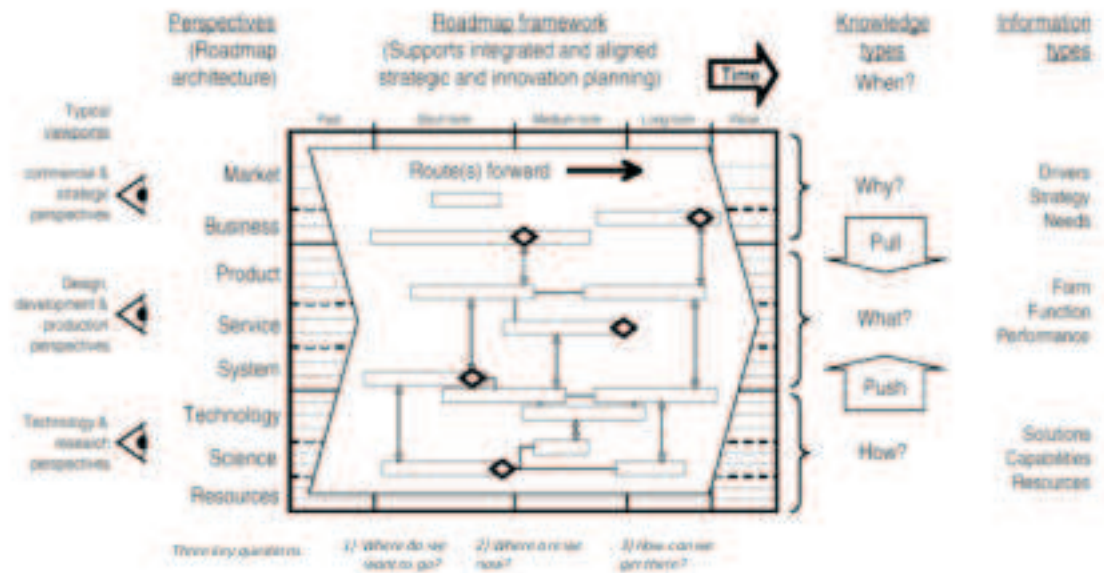 Perspectives
(Roadmap
architecture)
Roadmap framework
(Supports integrated and aligned
strategic and innovation planning)
Time
Knowledge
types
When?
Information
types
Typical
viewpoints
Past
Short-term
Medium-term
Long-term
Vision
commercial &
strategic
perspectives
Market
Business
Route(s) forward
Why?
Drivers
Strategy
Needs
Pull
Design,
development &
production
perspectives
Product
Service
System
What?
Form
Function
Performance
Push
Technology &
research
perspectives
Technology
Science
Resources
How?
Solutions
Capabilities
Resources
Three key questions
1) Where do we
want to go?
2) Where are we
now?
3) How can we
get there?